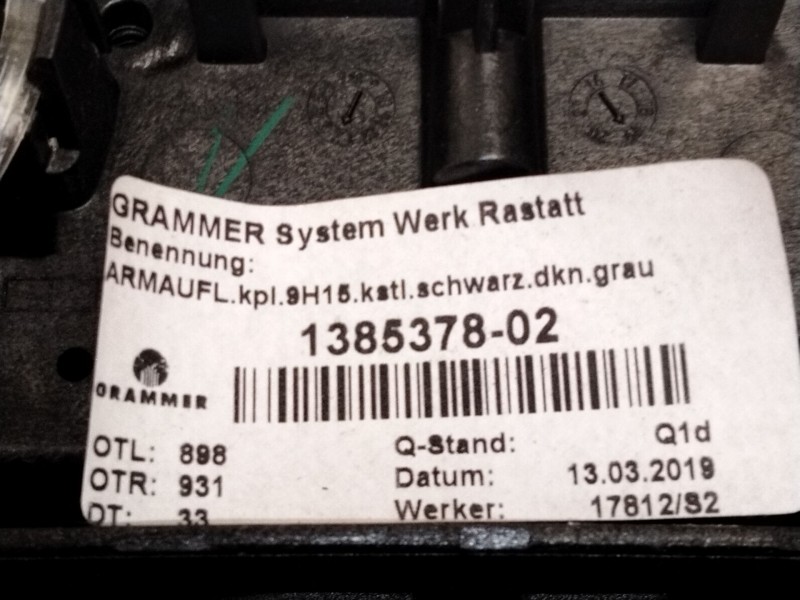 GRAMMER System Werk Rastatt
Benennung:
ARMAUFL.kpl.9H15.kstl.schwarz.dkn.grau
1385378-02
GRAMMER
OTL: 898
Q-Stand: Q1d
OTR: 931
Datum: 13.03.2019
DT: 33
Werker: 17812/S2